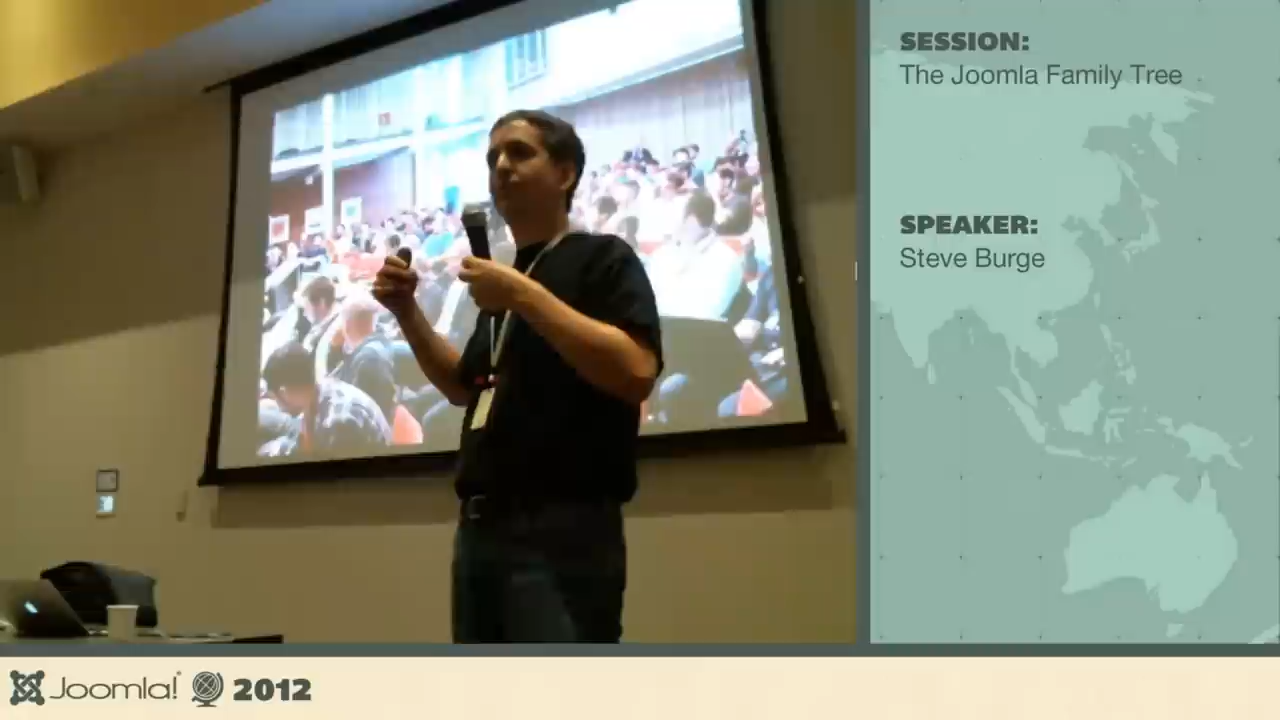 SESSION:
The Joomla Family Tree
SPEAKER:
Steve Burge
Joomla! 2012